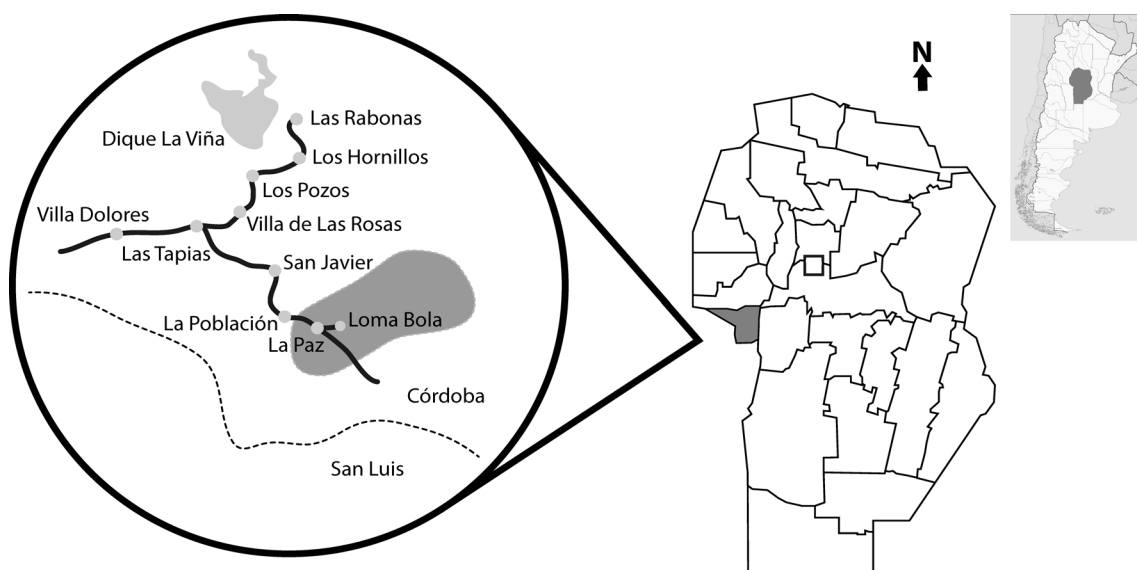 N
Las Rabonas
Dique La Viña
Los Hornillos
Los Pozos
Villa Dolores
Villa de Las Rosas
Las Tapias
San Javier
La Población
Loma Bola
La Paz
Córdoba
San Luis